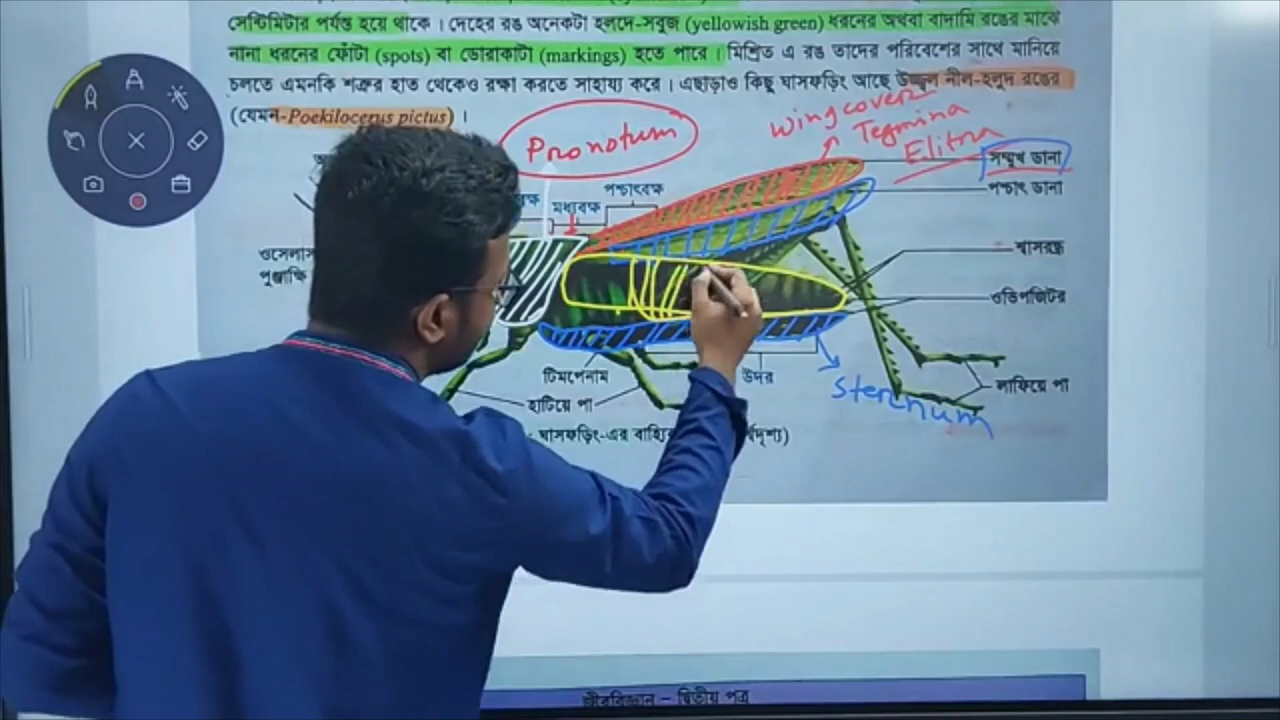 সেন্টিমিটার পর্যন্ত হয়ে থাকে। দেহের রঙ অনেকটা হলদে-সবুজ (yellowish green) ধরনের অথবা বাদামি রঙের মাঝে
নানা ধরনের ফোঁটা (spots) বা ডোরাকাটা (markings) হতে পারে। মিশ্রিত এ রঙ তাদের পরিবেশের সাথে মানিয়ে
চলতে এমনকি শত্রুর হাত থেকেও রক্ষা করতে সাহায্য করে। এছাড়াও কিছু ঘাসফড়িং আছে উজ্জ্বল নীল-হলুদ রঙের
(যেমন-Poekilocerus pictus)।
Pronotum
wing cover
Tegmina
Elitra
সম্মুখ ডানা
পশ্চাৎবক্ষ
পশ্চাৎ ডানা
মধ্যবক্ষ
ওসেলাস
শ্বাসরন্ধ্র
পুঞ্জাক্ষি
ওভিপজিটর
টিমপেনাম
উদর
লাফিয়ে পা
sternum
হাটিয়ে পা
ঘাসফড়িং-এর
জীববিজ্ঞান – দ্বিতীয় পত্র